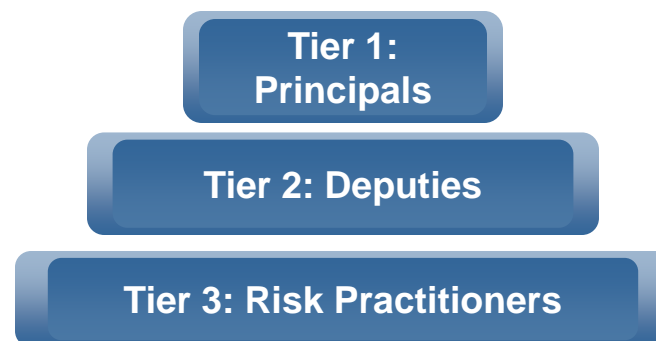 Tier 1:
Principals
Tier 2: Deputies
Tier 3: Risk Practitioners